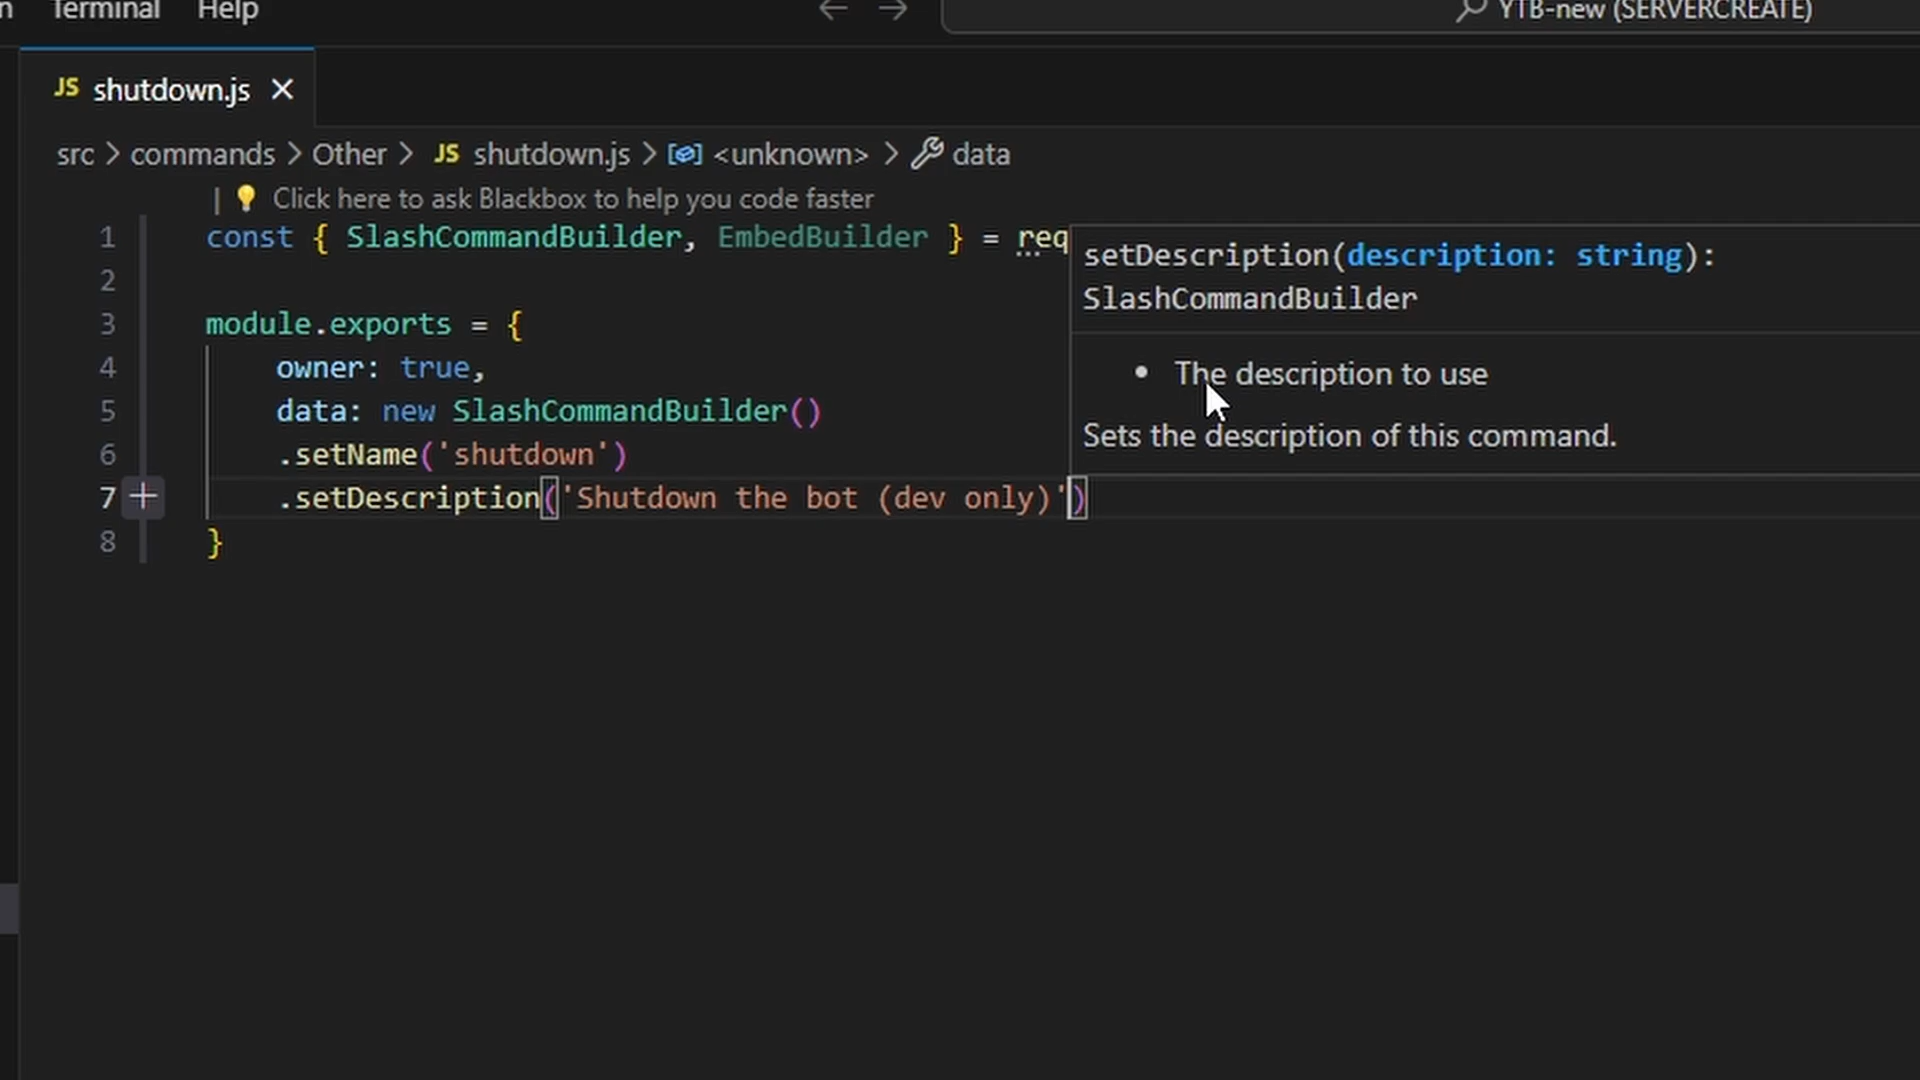 n Terminal Help
YTB-new (SERVERCREATE)
JS shutdown.js
src > commands > Other > JS shutdown.js > <unknown> > data
| Click here to ask Blackbox to help you code faster
1 const { SlashCommandBuilder, EmbedBuilder } = req
2
3 module.exports = {
4 owner: true,
5 data: new SlashCommandBuilder()
6 .setName('shutdown')
7 .setDescription('Shutdown the bot (dev only)')
8 }
setDescription(description: string):
SlashCommandBuilder
• The description to use
Sets the description of this command.